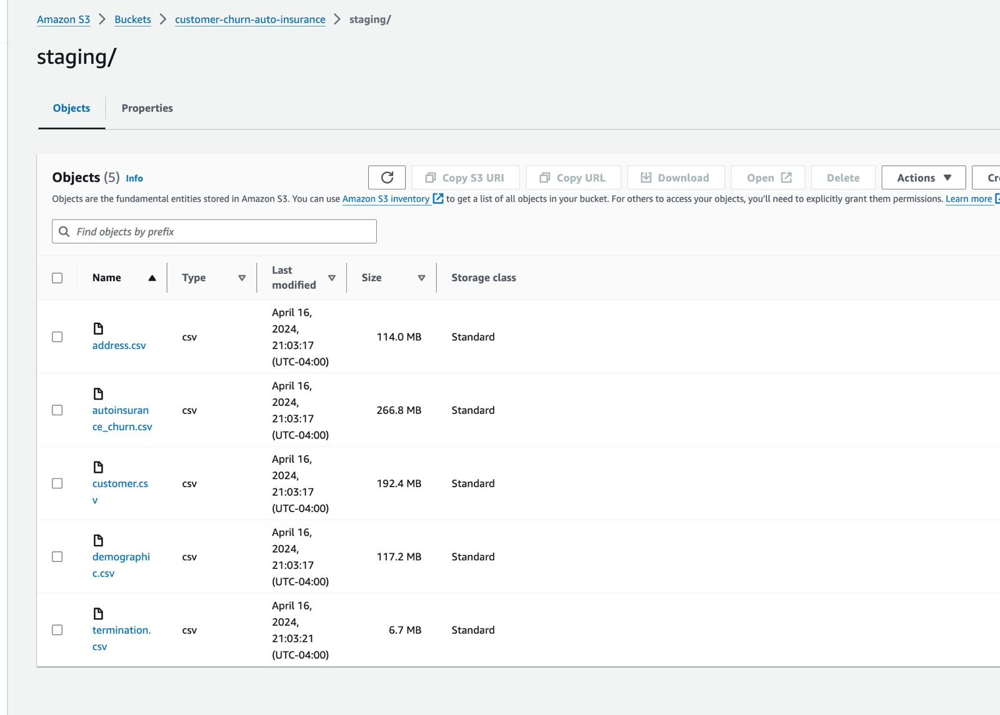 Amazon S3 > Buckets > customer-churn-auto-insurance > staging/
staging/
Objects Properties
Objects (5) Info
Copy S3 URI Copy URL Download Open Delete Actions
Objects are the fundamental entities stored in Amazon S3. You can use Amazon S3 inventory to get a list of all objects in your bucket. For others to access your objects, you'll need to explicitly grant them permissions. Learn more
Find objects by prefix
Name Type Last modified Size Storage class
address.csv
csv
April 16,
2024,
21:03:17
(UTC-04:00)
114.0 MB
Standard
autoinsuran
ce_churn.csv
csv
April 16,
2024,
21:03:17
(UTC-04:00)
266.8 MB
Standard
customer.cs
v
csv
April 16,
2024,
21:03:17
(UTC-04:00)
192.4 MB
Standard
demographi
c.csv
csv
April 16,
2024,
21:03:17
(UTC-04:00)
117.2 MB
Standard
termination.
csv
csv
April 16,
2024,
21:03:21
(UTC-04:00)
6.7 MB
Standard